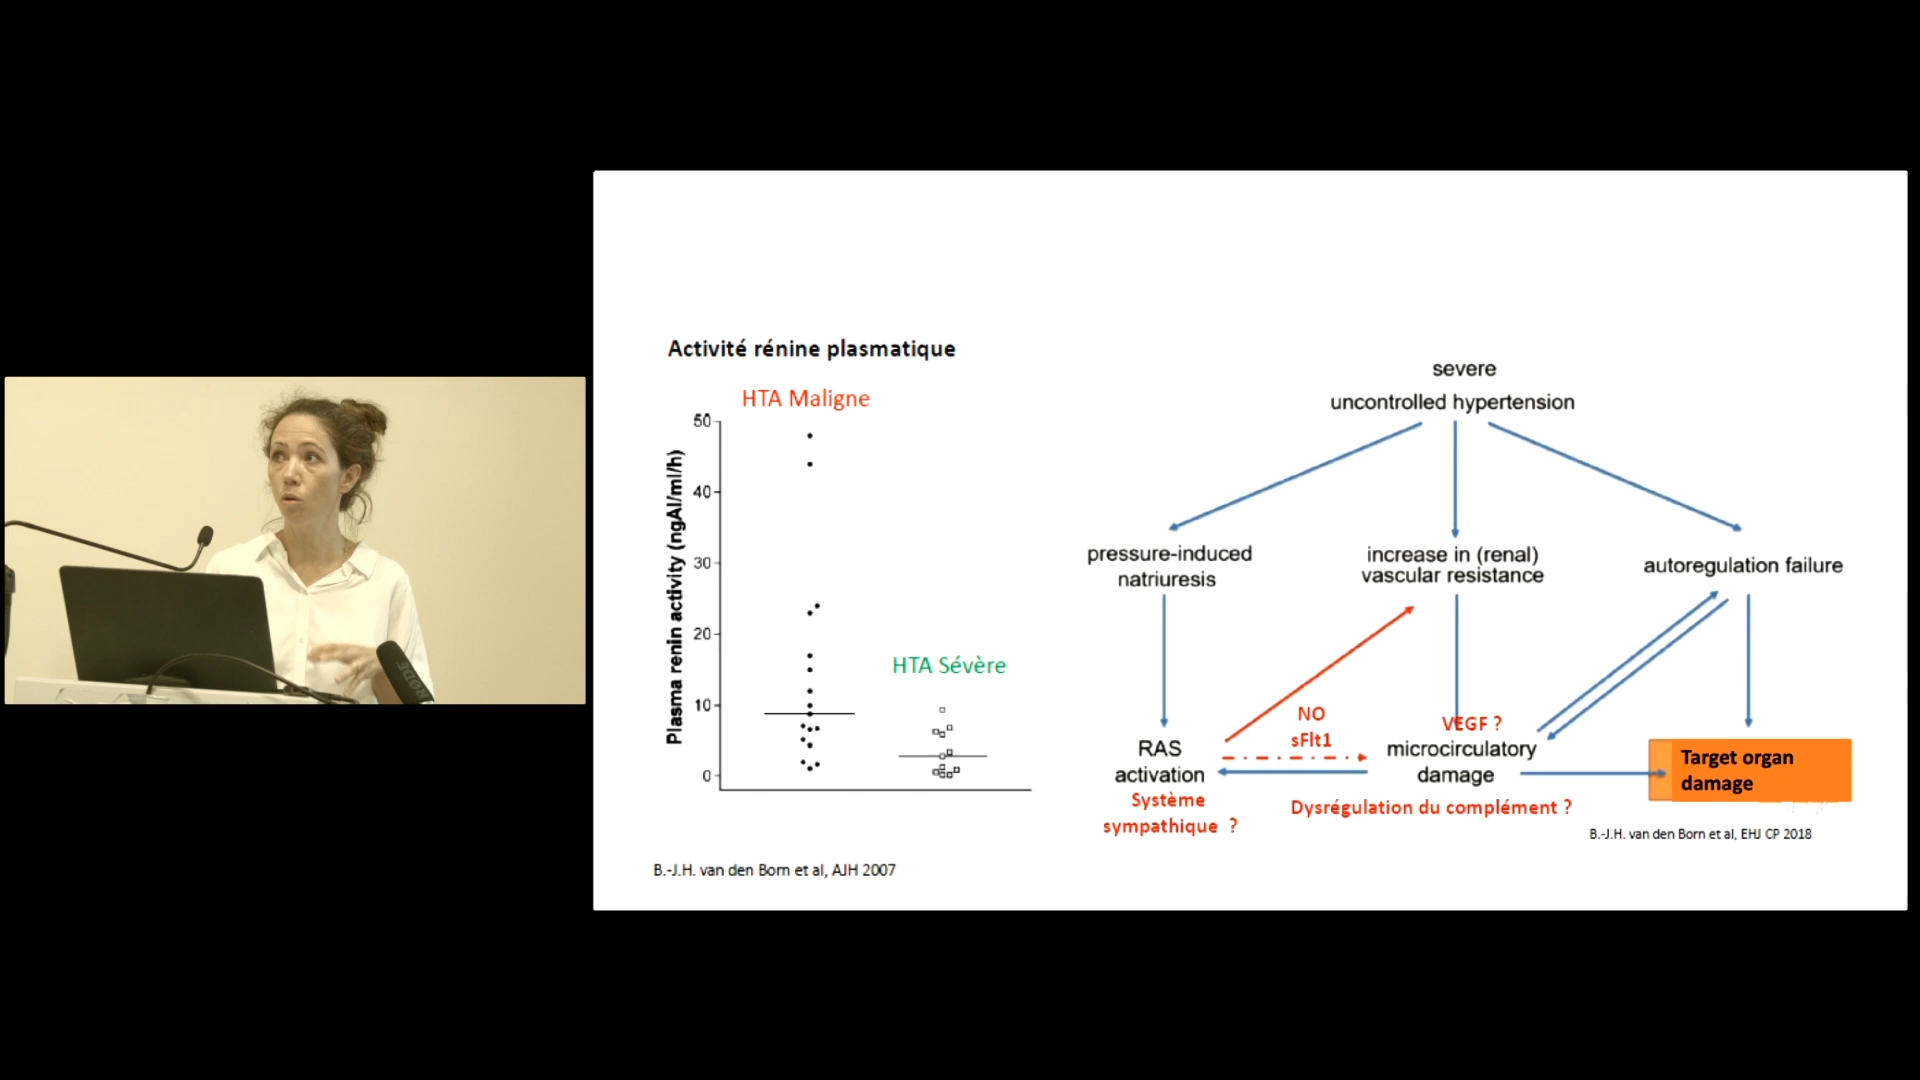 Activité rénine plasmatique
HTA Maligne
Plasma renin activity (ngAI/ml/h)
50
40
30
20
10
0
HTA Sévère
B.-J.H. van den Born et al, AJH 2007
severe
uncontrolled hypertension
pressure-induced
natriuresis
increase in (renal)
vascular resistance
autoregulation failure
NO
sFlt1
VEGF ?
RAS
activation
microcirculatory
damage
Target organ
damage
Système
sympathique ?
Dysrégulation du complément ?
B.-J.H. van den Born et al, EHJ CP 2018
RØDE